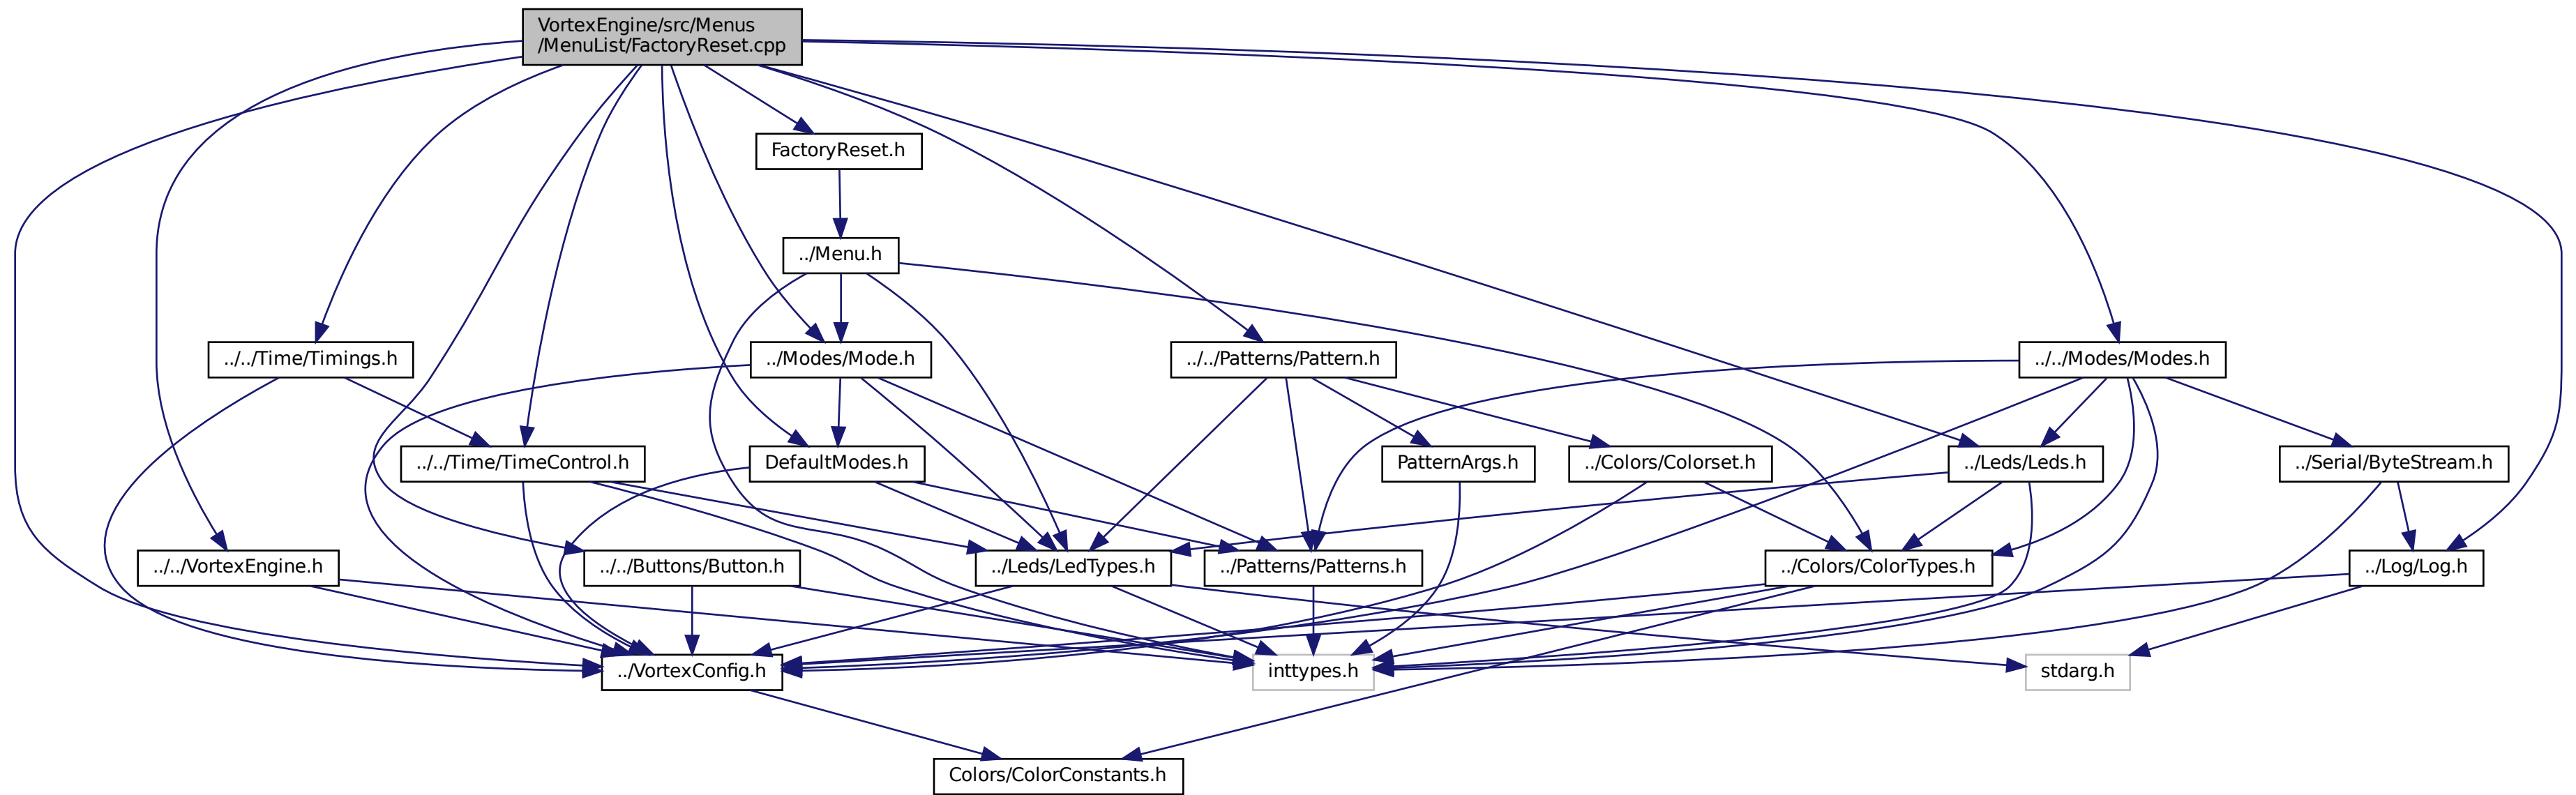 VortexEngine/src/Menus
/MenuList/FactoryReset.cpp
FactoryReset.h
../Menu.h
../../Time/Timings.h
../Modes/Mode.h
../../Patterns/Pattern.h
../../Modes/Modes.h
../../Time/TimeControl.h
DefaultModes.h
PatternArgs.h
../Colors/Colorset.h
../Leds/Leds.h
../Serial/ByteStream.h
../../VortexEngine.h
../../Buttons/Button.h
../Leds/LedTypes.h
../Patterns/Patterns.h
../Colors/ColorTypes.h
../Log/Log.h
../VortexConfig.h
inttypes.h
stdarg.h
Colors/ColorConstants.h